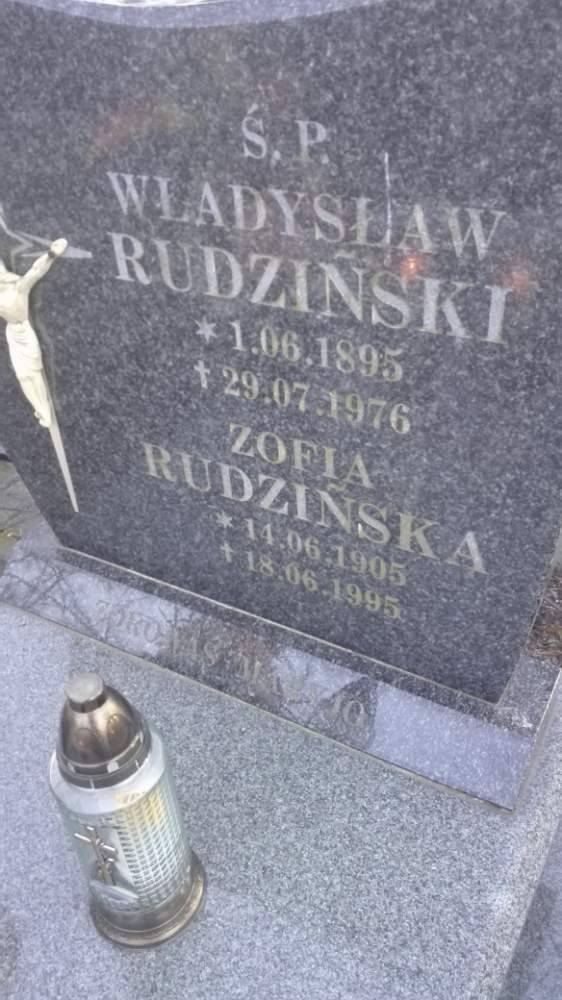 Ś. P.
WŁADYSŁAW
RUDZIŃSKI
* 1.06.1895
† 29.07.1976
ZOFIA
RUDZIŃSKA
* 14.06.1905
† 18.06.1995